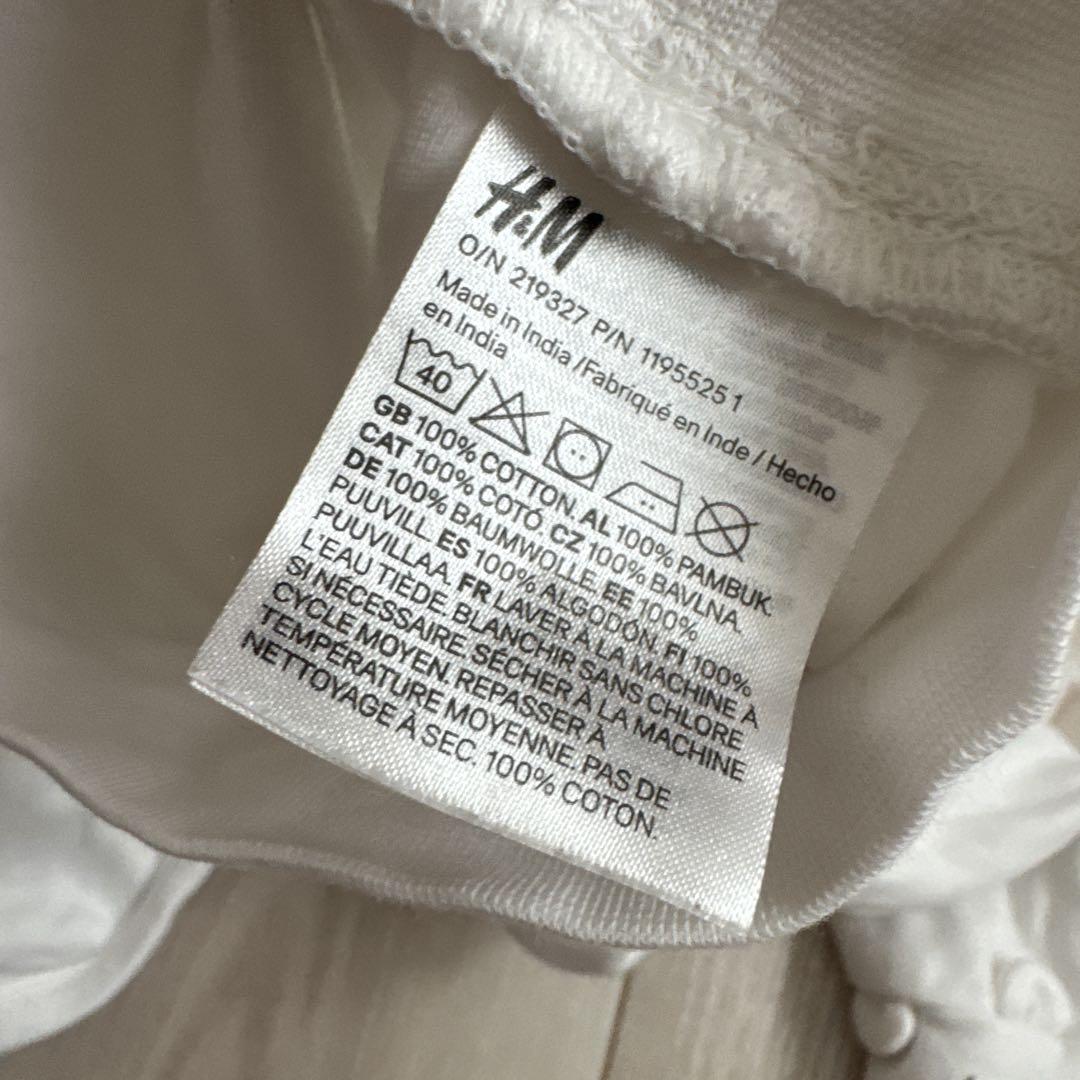 H&M
O/N 219327 P/N 1195525 1
Made in India /Fabriqué en Inde / Hecho
en India
40
GB 100% COTTON. AL 100% PAMBUK.
CAT 100% COTÓ. CZ 100% BAVLNA.
DE 100% BAUMWOLLE. EE 100%
PUUVILL. ES 100% ALGODÓN. FI 100%
PUUVILLAA. FR LAVER À LA MACHINE À
L'EAU TIÈDE. BLANCHIR SANS CHLORE
SI NÉCESSAIRE. SÉCHER À LA MACHINE
CYCLE MOYEN. REPASSER À
TEMPÉRATURE MOYENNE. PAS DE
NETTOYAGE À SEC. 100% COTON.